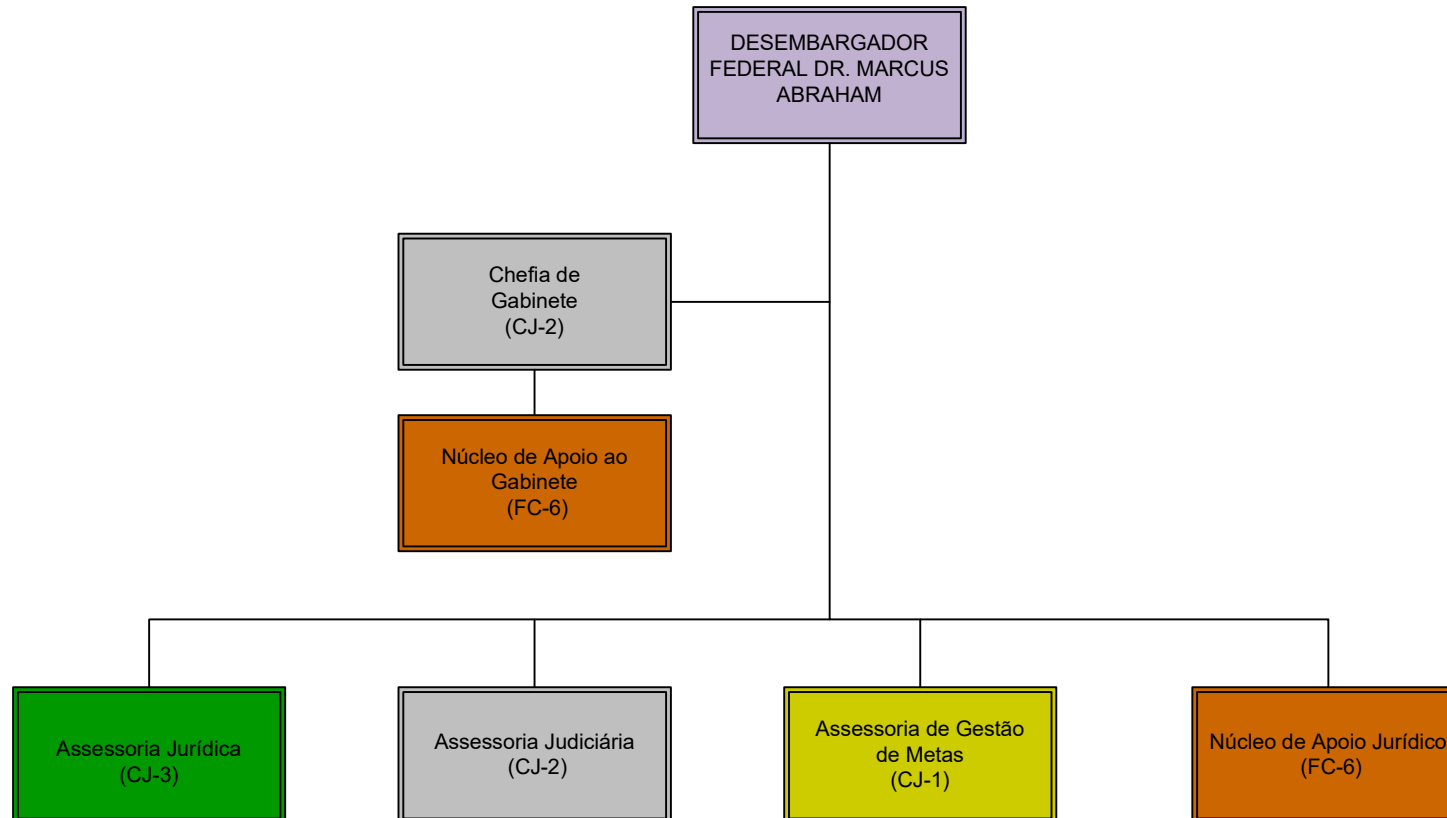 DESEMBARGADOR
FEDERAL DR. MARCUS
ABRAHAM
Chefia de
Gabinete
(CJ-2)
Núcleo de Apoio ao
Gabinete
(FC-6)
Assessoria Jurídica
(CJ-3)
Assessoria Judiciária
(CJ-2)
Assessoria de Gestão
de Metas
(CJ-1)
Núcleo de Apoio Jurídico
(FC-6)